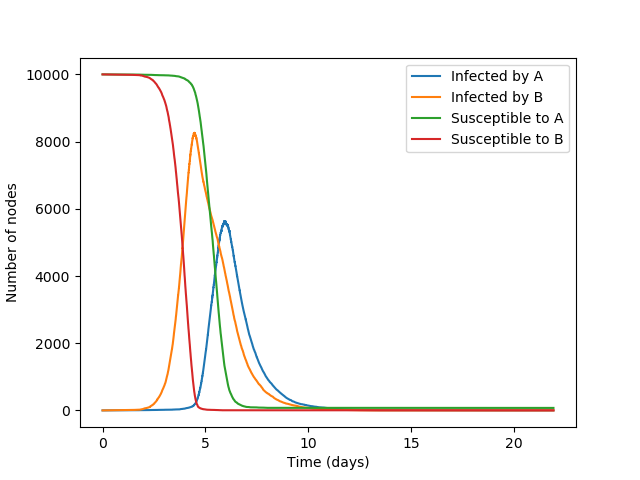 Infected by A
Infected by B
Susceptible to A
Susceptible to B
Number of nodes
10000
8000
6000
4000
2000
0
0 5 10 15 20
Time (days)